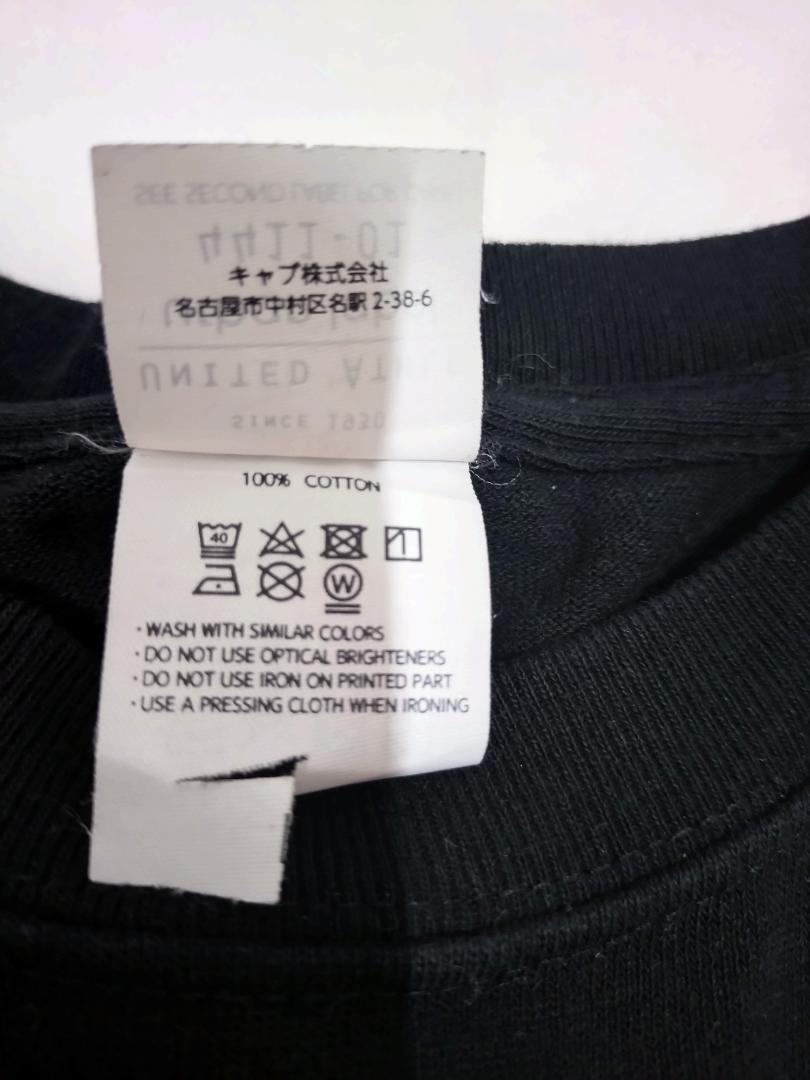 キャブ株式会社
名古屋市中村区名駅 2-38-6
100% COTTON
40
W
· WASH WITH SIMILAR COLORS
· DO NOT USE OPTICAL BRIGHTENERS
· DO NOT USE IRON ON PRINTED PART
· USE A PRESSING CLOTH WHEN IRONING